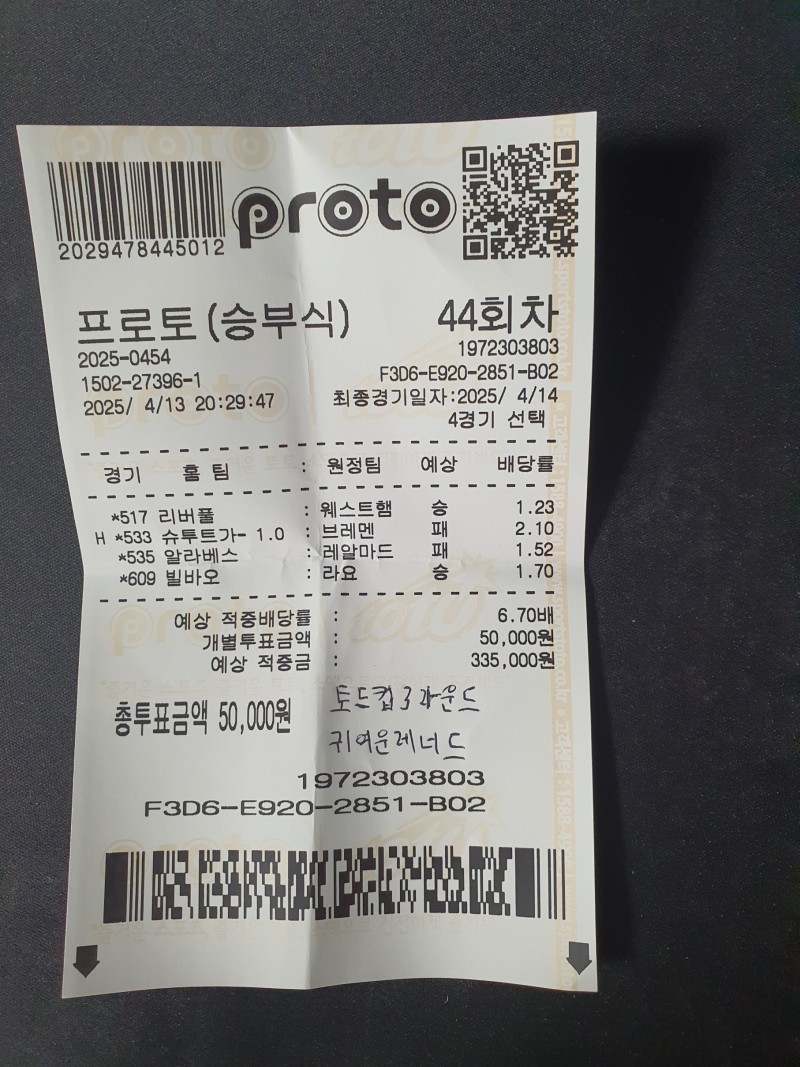 proto
2029478445012
프로토(승부식) 44회차
2025-0454 1972303803
1502-27396-1 F3D6-E920-2851-B02
2025/ 4/13 20:29:47 최종경기일자:2025/ 4/14
4경기 선택
경기 홈 팀 : 원정팀 예상 배당률
*517 리버풀 : 웨스트햄 승 1.23
H *533 슈투트가- 1.0 : 브레멘 패 2.10
*535 알라베스 : 레알마드 패 1.52
*609 빌바오 : 라요 승 1.70
예상 적중배당률 : 6.70배
개별투표금액 : 50,000원
예상 적중금 : 335,000원
총투표금액 50,000원
토드컵 3라운드
귀여운레너드
1972303803
F3D6-E920-2851-B02